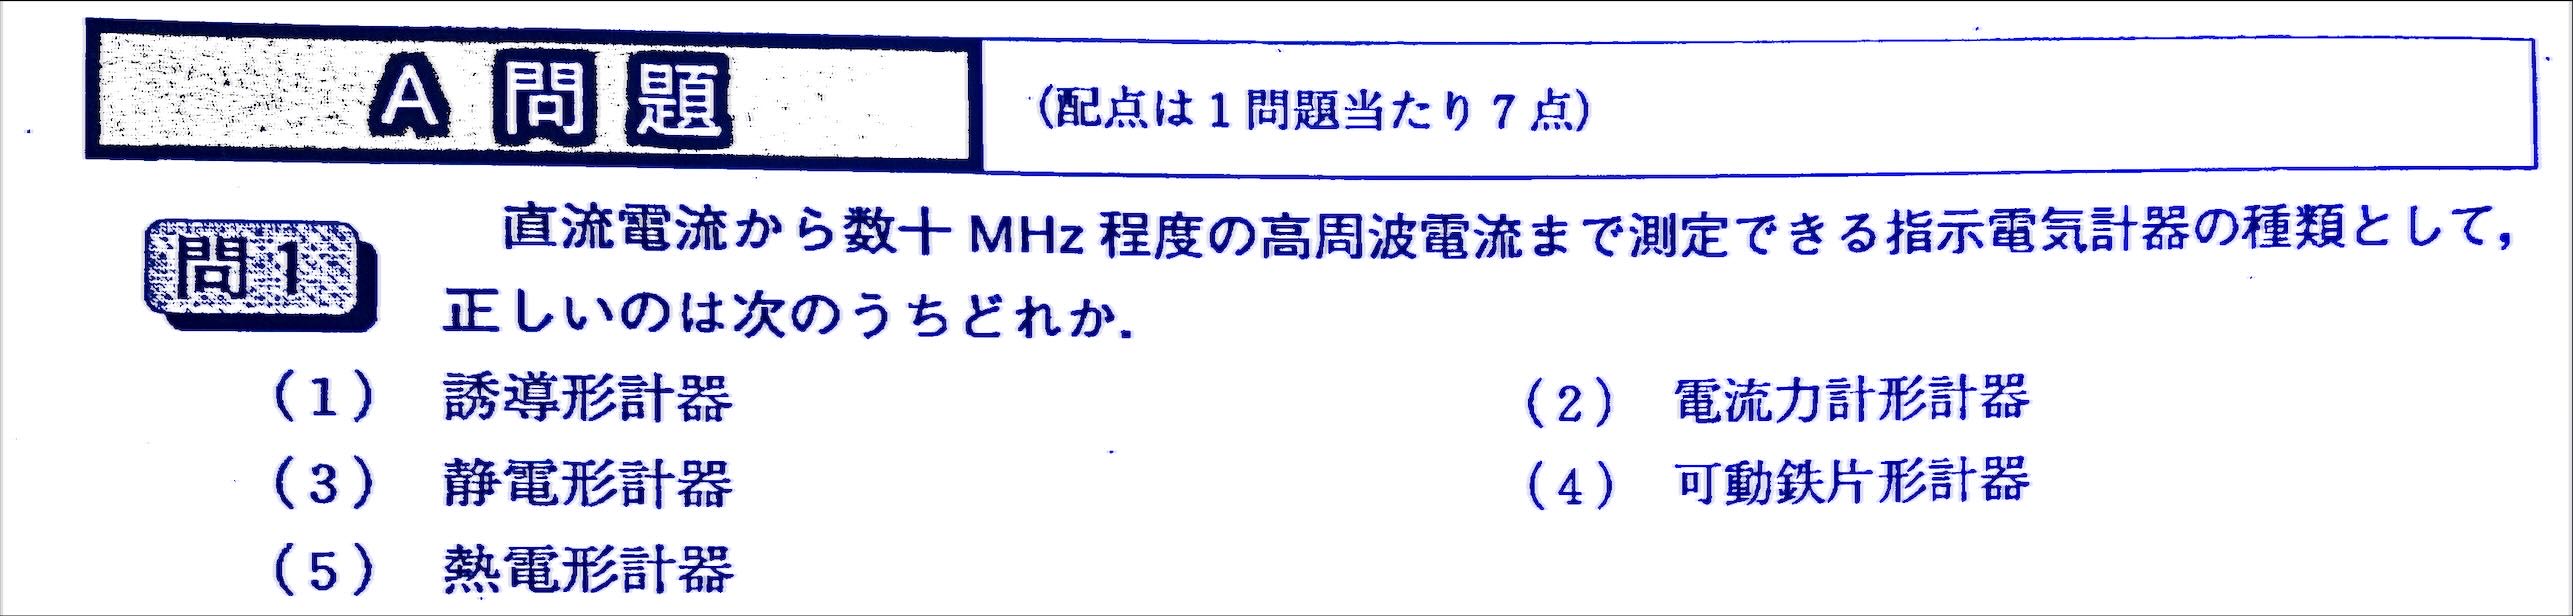 A 問 題 (配点は1問題当たり7点)
問1 直流電流から数十MHz程度の高周波電流まで測定できる指示電気計器の種類として,
正しいのは次のうちどれか.
(1) 誘導形計器 (2) 電流力計形計器
(3) 静電形計器 (4) 可動鉄片形計器
(5) 熱電形計器